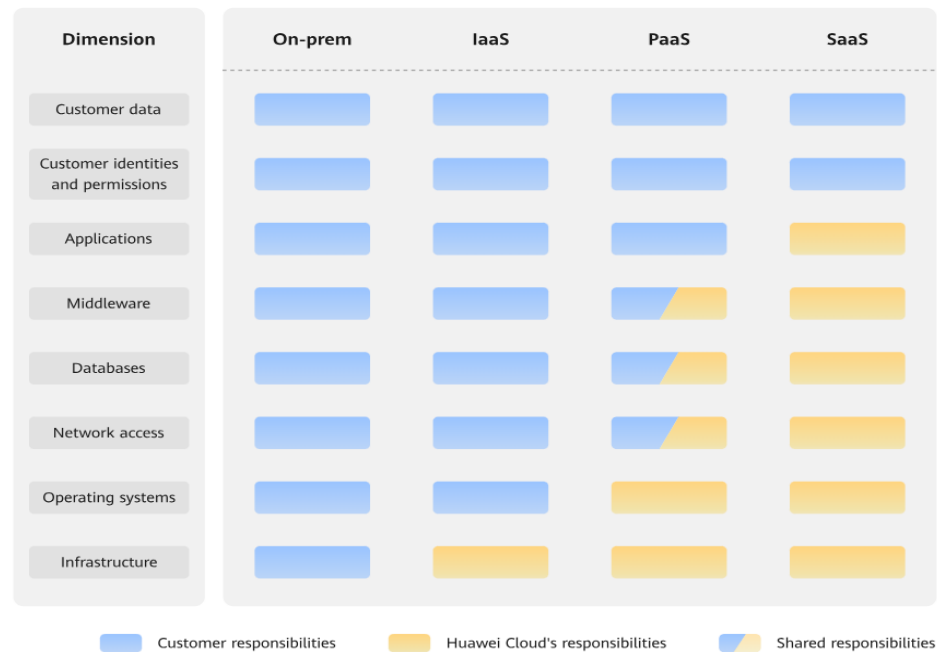 Dimension
On-prem
IaaS
PaaS
SaaS
Customer data
Customer identities
and permissions
Applications
Middleware
Databases
Network access
Operating systems
Infrastructure
Customer responsibilities
Huawei Cloud's responsibilities
Shared responsibilities